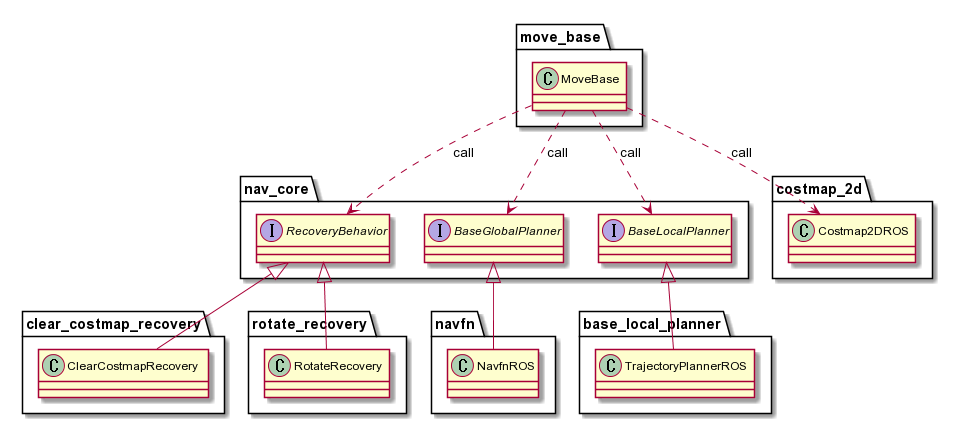 move_base
C MoveBase
call
call
call
call
nav_core
costmap_2d
I RecoveryBehavior
I BaseGlobalPlanner
I BaseLocalPlanner
C Costmap2DROS
clear_costmap_recovery
rotate_recovery
navfn
base_local_planner
C ClearCostmapRecovery
C RotateRecovery
C NavfnROS
C TrajectoryPlannerROS